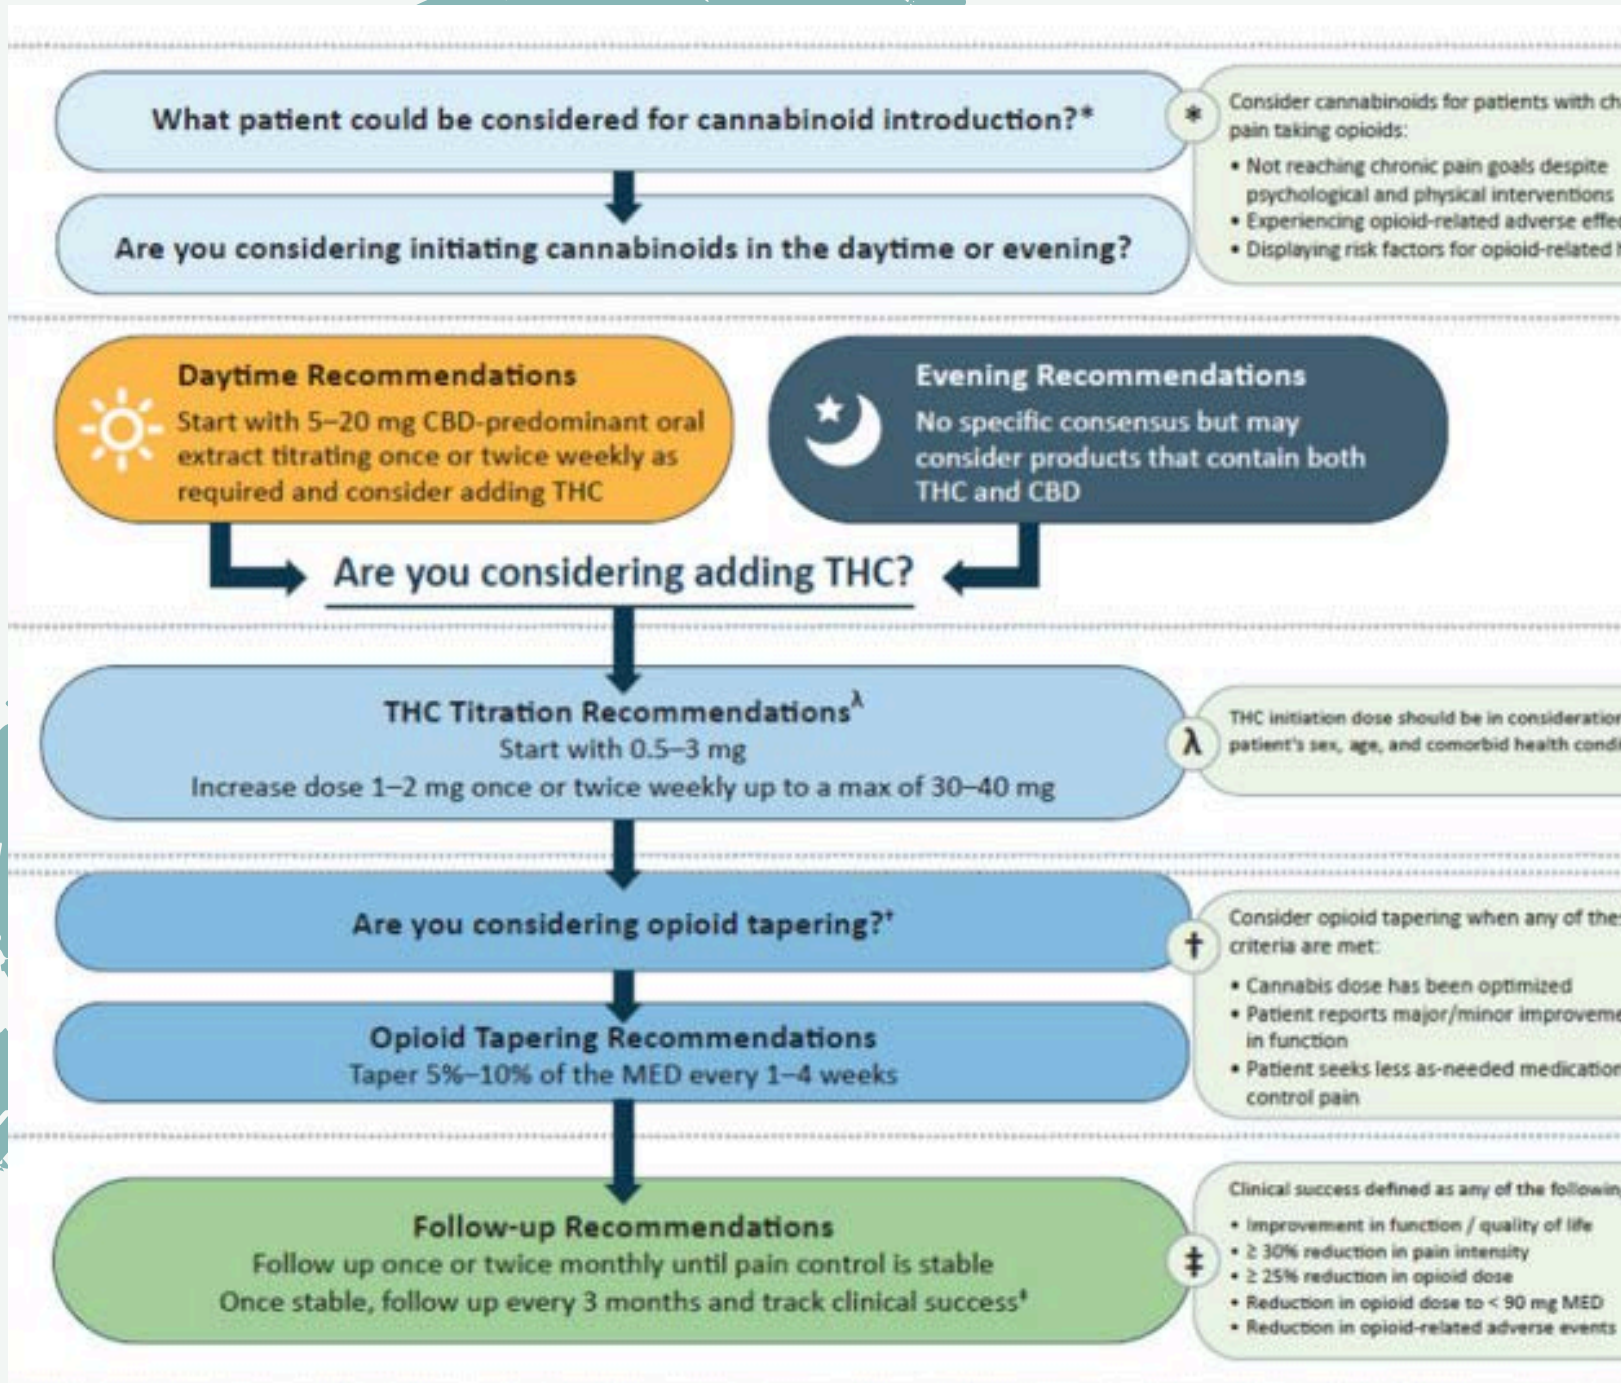 What patient could be considered for cannabinoid introduction?*
Are you considering initiating cannabinoids in the daytime or evening?
*
Consider cannabinoids for patients with
pain taking opioids:
• Not reaching chronic pain goals despite
psychological and physical interventions
• Experiencing opioid-related adverse
• Displaying risk factors for opioid-related
Daytime Recommendations
Start with 5–20 mg CBD-predominant oral
extract titrating once or twice weekly as
required and consider adding THC
Evening Recommendations
No specific consensus but may
consider products that contain both
THC and CBD
Are you considering adding THC?
THC Titration Recommendationsλ
Start with 0.5–3 mg
Increase dose 1–2 mg once or twice weekly up to a max of 30–40 mg
λ
THC initiation dose should be in consideration
patient's sex, age, and comorbid health
Are you considering opioid tapering?†
Opioid Tapering Recommendations
Taper 5%–10% of the MED every 1–4 weeks
†
Consider opioid tapering when any of
criteria are met:
• Cannabis dose has been optimized
• Patient reports major/minor
in function
• Patient seeks less as-needed medication
control pain
Follow-up Recommendations
Follow up once or twice monthly until pain control is stable
Once stable, follow up every 3 months and track clinical success‡
‡
Clinical success defined as any of the
• Improvement in function / quality of life
• ≥ 30% reduction in pain intensity
• ≥ 25% reduction in opioid dose
• Reduction in opioid dose to < 90 mg MED
• Reduction in opioid-related adverse events